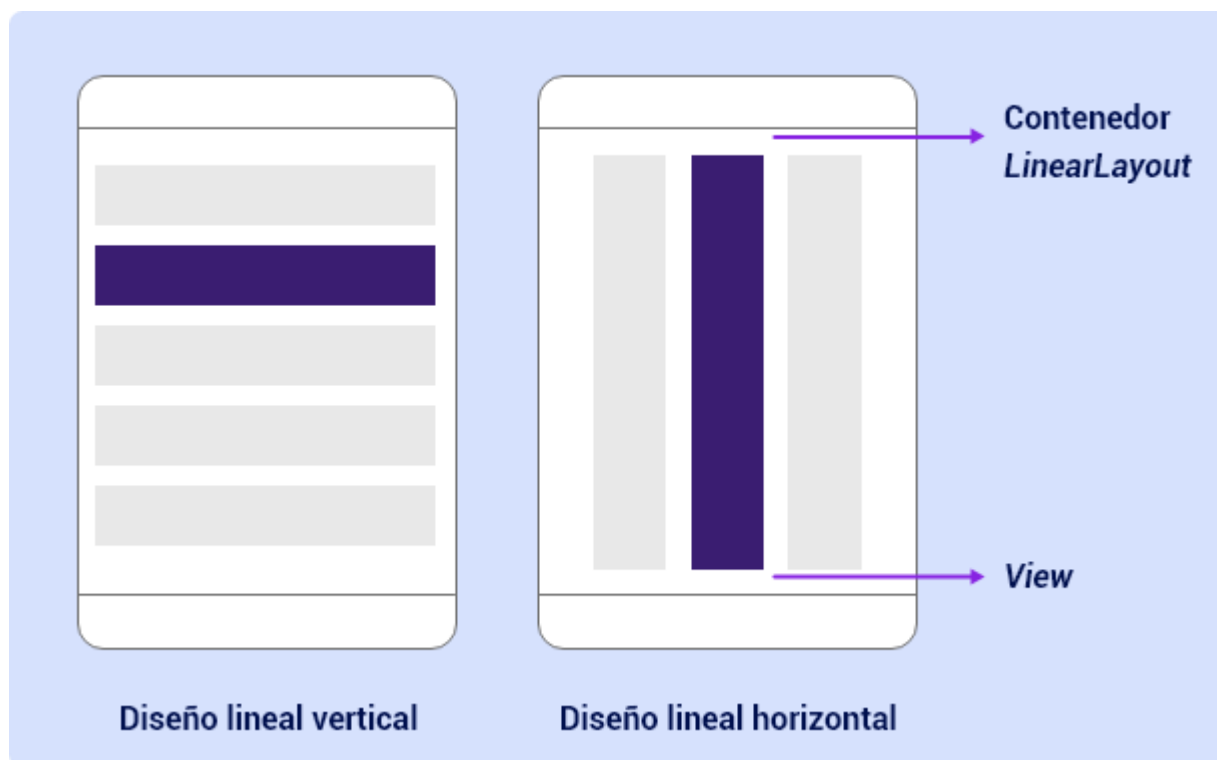 Contenedor
LinearLayout
View
Diseño lineal vertical
Diseño lineal horizontal